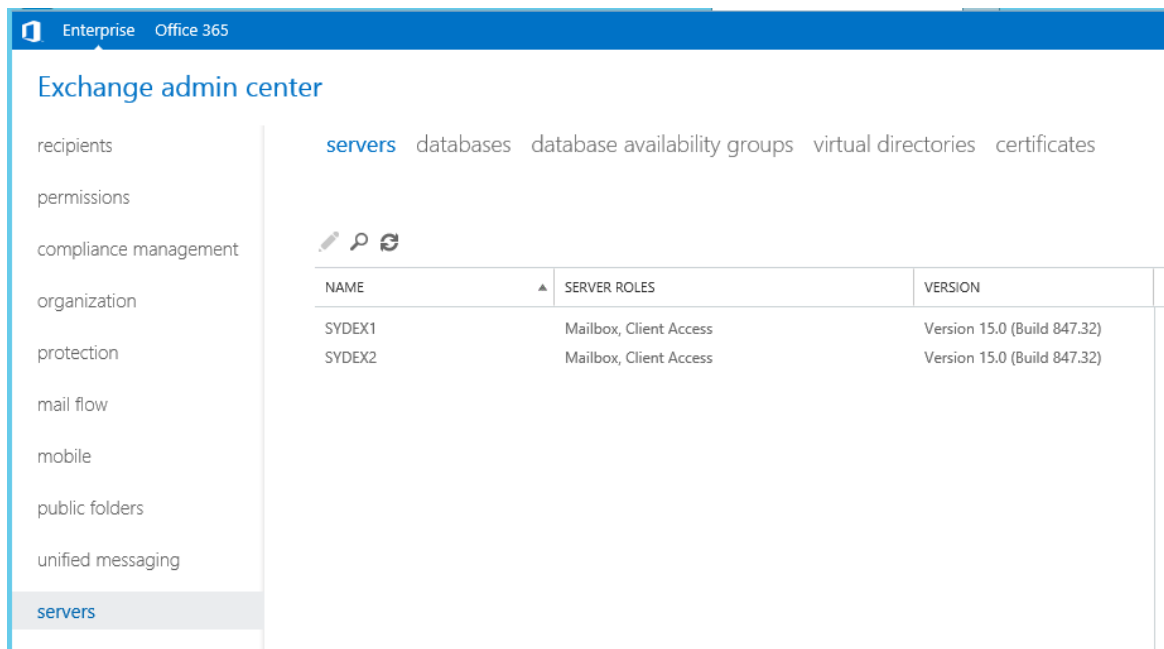 Enterprise Office 365
Exchange admin center
recipients
permissions
compliance management
organization
protection
mail flow
mobile
public folders
unified messaging
servers
servers databases database availability groups virtual directories certificates
NAME SERVER ROLES VERSION
SYDEX1 Mailbox, Client Access Version 15.0 (Build 847.32)
SYDEX2 Mailbox, Client Access Version 15.0 (Build 847.32)